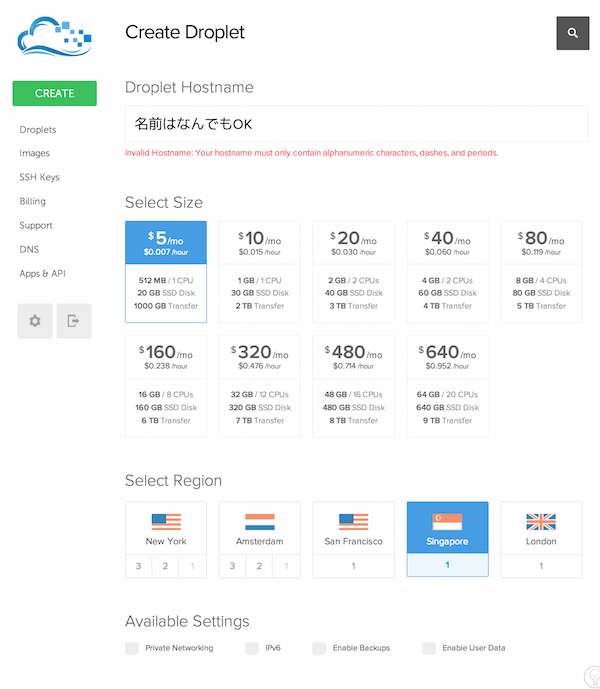 Create Droplet
CREATE
Droplets
Images
SSH Keys
Billing
Support
DNS
Apps & API
Droplet Hostname
名前はなんでもOK
Invalid Hostname: Your hostname must only contain alphanumeric characters, dashes, and periods.
Select Size
$5/mo
$0.007 /hour
512 MB / 1 CPU
20 GB SSD Disk
1000 GB Transfer
$10/mo
$0.015 /hour
1 GB / 1 CPU
30 GB SSD Disk
2 TB Transfer
$20/mo
$0.030 /hour
2 GB / 2 CPUs
40 GB SSD Disk
3 TB Transfer
$40/mo
$0.060 /hour
4 GB / 2 CPUs
60 GB SSD Disk
4 TB Transfer
$80/mo
$0.119 /hour
8 GB / 4 CPUs
80 GB SSD Disk
5 TB Transfer
$160/mo
$0.238 /hour
16 GB / 8 CPUs
160 GB SSD Disk
6 TB Transfer
$320/mo
$0.476 /hour
32 GB / 12 CPUs
320 GB SSD Disk
7 TB Transfer
$480/mo
$0.714 /hour
48 GB / 16 CPUs
480 GB SSD Disk
8 TB Transfer
$640/mo
$0.952 /hour
64 GB / 20 CPUs
640 GB SSD Disk
9 TB Transfer
Select Region
New York
3 2 1
Amsterdam
3 2 1
San Francisco
1
Singapore
1
London
1
Available Settings
Private Networking
IPv6
Enable Backups
Enable User Data